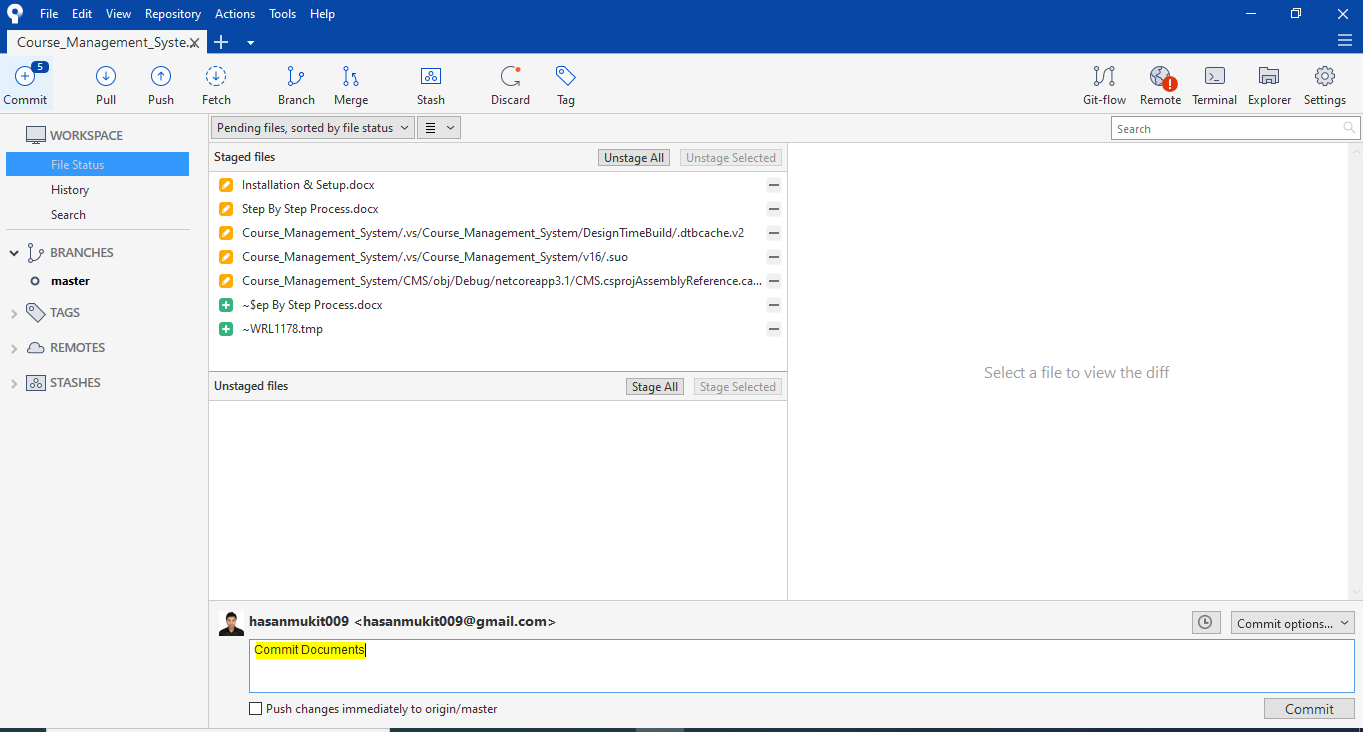 File Edit View Repository Actions Tools Help
Course_Management_Syste..
5
Commit Pull Push Fetch Branch Merge Stash Discard Tag Git-flow Remote Terminal Explorer Settings
WORKSPACE
File Status
History
Search
BRANCHES
master
TAGS
REMOTES
STASHES
Pending files, sorted by file status
Search
Staged files Unstage All Unstage Selected
Installation & Setup.docx
Step By Step Process.docx
Course_Management_System/.vs/Course_Management_System/DesignTimeBuild/.dtbcache.v2
Course_Management_System/.vs/Course_Management_System/v16/.suo
Course_Management_System/CMS/obj/Debug/netcoreapp3.1/CMS.csprojAssemblyReference.ca...
~$ep By Step Process.docx
~WRL1178.tmp
Unstaged files Stage All Stage Selected
Select a file to view the diff
hasanmukit009 <hasanmukit009@gmail.com>
Commit options...
Commit Documents
Push changes immediately to origin/master
Commit